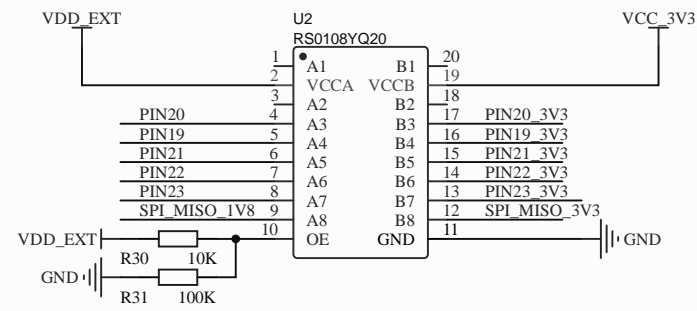 VDD_EXT U2 VCC_3V3
RS0108YQ20
1 A1 B1 20
2 VCCA VCCB 19
3 A2 B2 18
PIN20 4 A3 B3 17 PIN20_3V3
PIN19 5 A4 B4 16 PIN19_3V3
PIN21 6 A5 B5 15 PIN21_3V3
PIN22 7 A6 B6 14 PIN22_3V3
PIN23 8 A7 B7 13 PIN23_3V3
SPI_MISO_1V8 9 A8 B8 12 SPI_MISO_3V3
VDD_EXT 10 OE GND 11 GND
R30 10K
GND
R31 100K